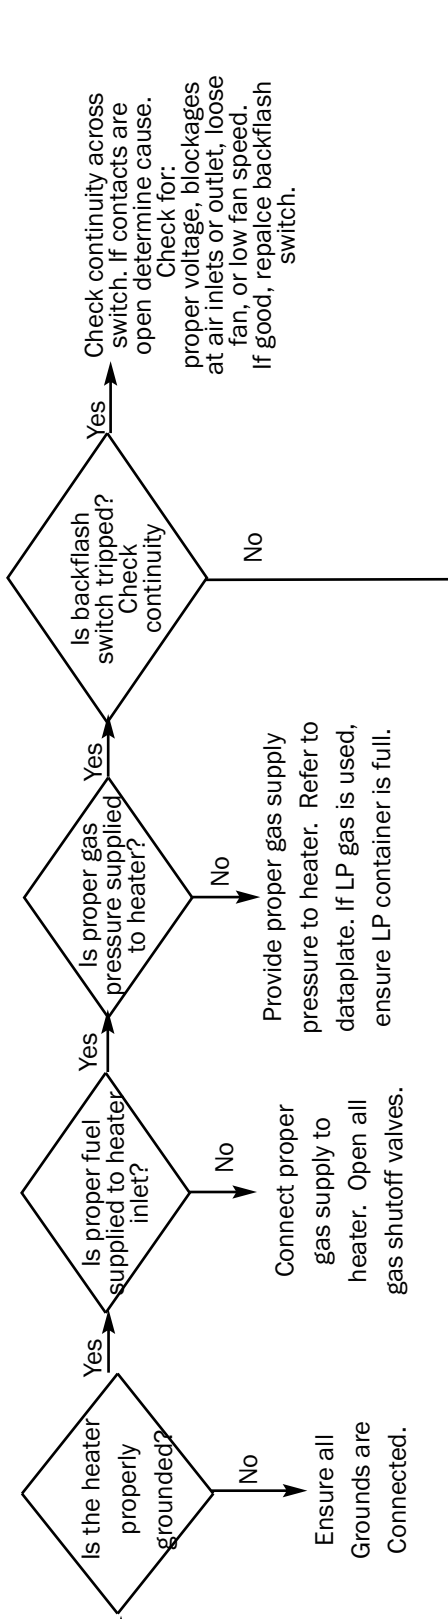 Is the heater
properly
grounded?
No
Ensure all
Grounds are
Connected.
Yes
Is proper fuel
supplied to heater
inlet?
No
Connect proper
gas supply to
heater. Open all
gas shutoff valves.
Yes
Is proper gas
pressure supplied
to heater?
No
Provide proper gas supply
pressure to heater. Refer to
dataplate. If LP gas is used,
ensure LP container is full.
Yes
Is backflash
switch tripped?
Check
continuity
No
Yes
Check continuity across
switch. If contacts are
open determine cause.
Check for:
proper voltage, blockages
at air inlets or outlet, loose
fan, or low fan speed.
If good, repalce backflash
switch.